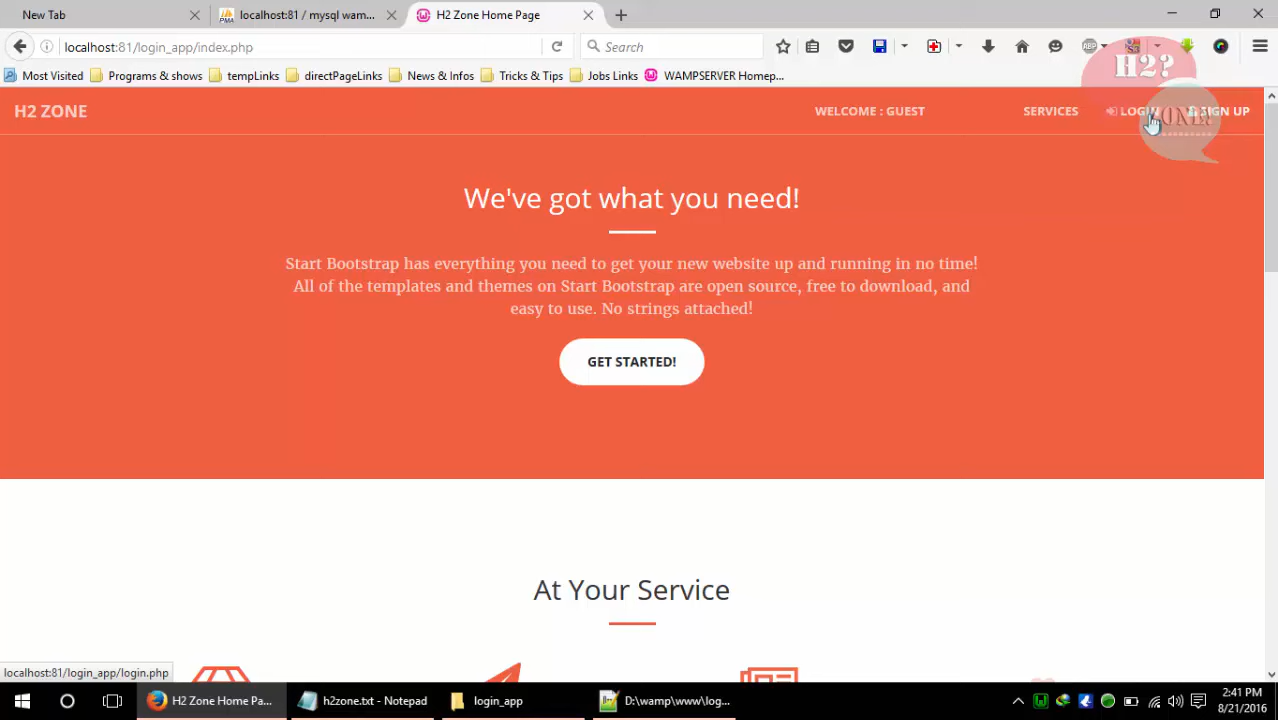 New Tab
localhost:81 / mysql wam...
H2 Zone Home Page
localhost:81/login_app/index.php
Search
ABP
Most Visited
Programs & shows
tempLinks
directPageLinks
News & Infos
Tricks & Tips
Jobs Links
WAMPSERVER Homep...
H2?
ZONE!
H2 ZONE
WELCOME : GUEST
SERVICES
LOGIN
SIGN UP
We've got what you need!
Start Bootstrap has everything you need to get your new website up and running in no time!
All of the templates and themes on Start Bootstrap are open source, free to download, and
easy to use. No strings attached!
GET STARTED!
At Your Service
localhost:81/login_app/login.php
H2 Zone Home Pa...
h2zone.txt - Notepad
login_app
D:\wamp\www\log...
2:41 PM
8/21/2016